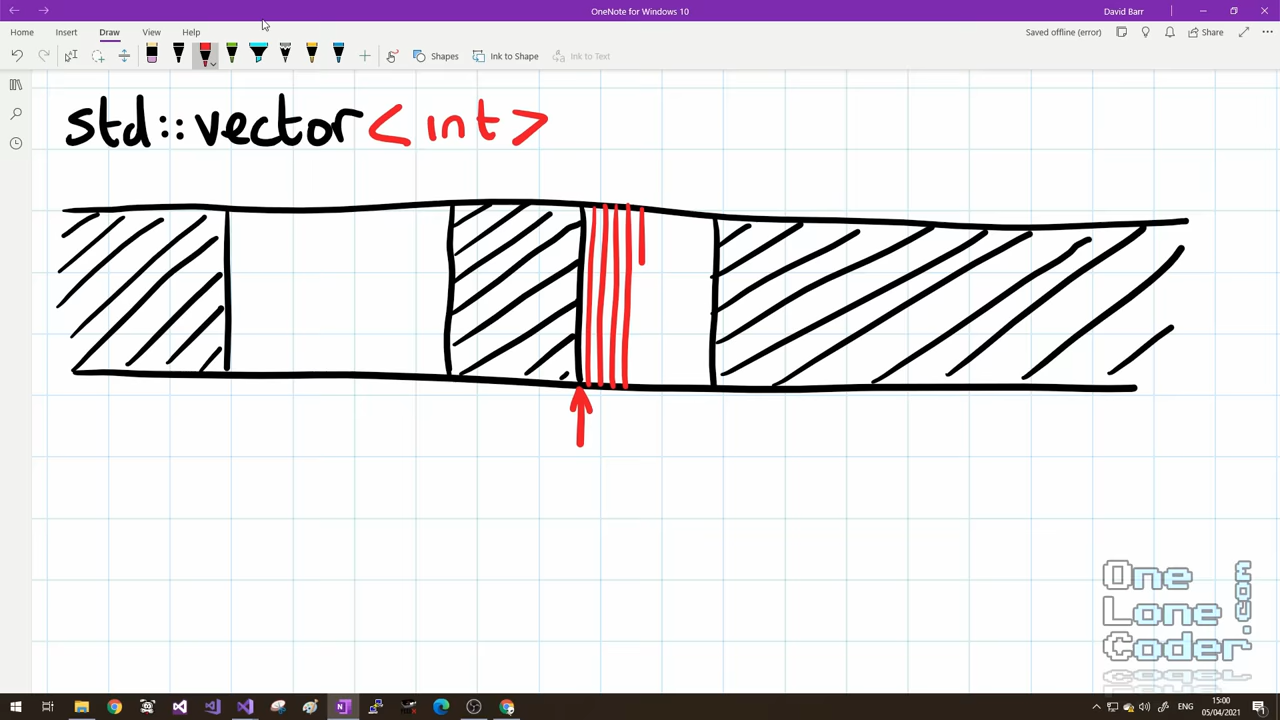 OneNote for Windows 10
David Barr
Home Insert Draw View Help
Saved offline (error)
Share
Shapes
Ink to Shape
Ink to Text
std::vector<int>
One
Lone
Coder
.com
15:00
05/04/2021